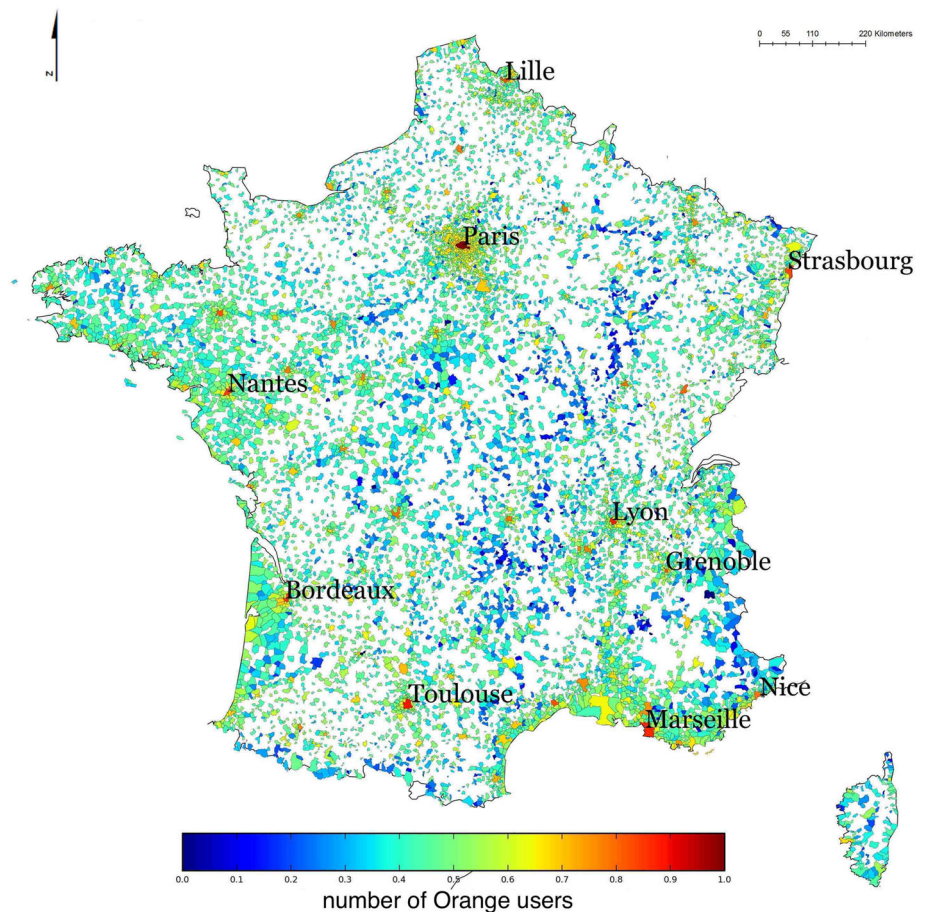 0 55 110 220 Kilometers
N
Lille
Paris
Strasbourg
Nantes
Lyon
Grenoble
Bordeaux
Nice
Toulouse
Marseille
0.0 0.1 0.2 0.3 0.4 0.5 0.6 0.7 0.8 0.9 1.0
number of Orange users